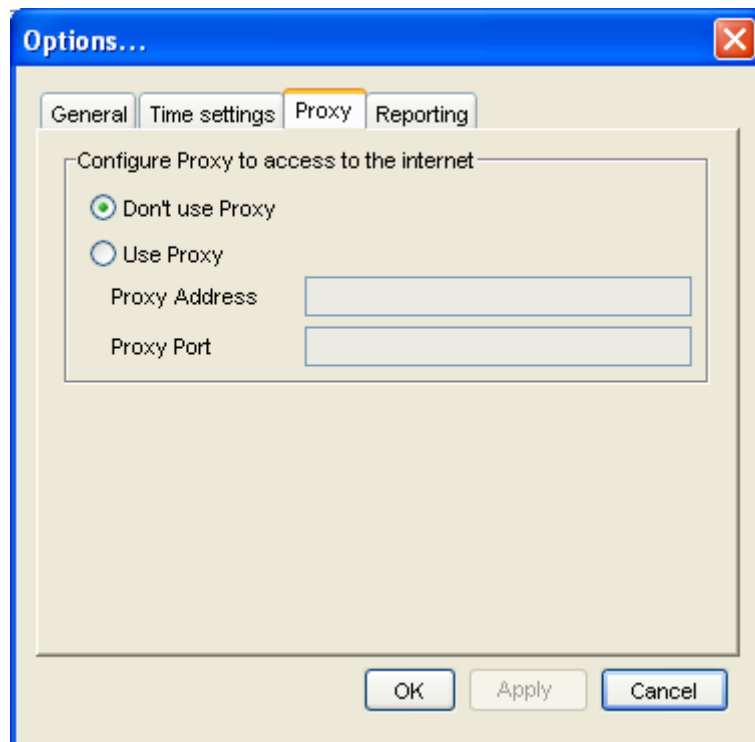 Options...
General Time settings Proxy Reporting
Configure Proxy to access to the internet
Don't use Proxy
Use Proxy
Proxy Address
Proxy Port
OK Apply Cancel